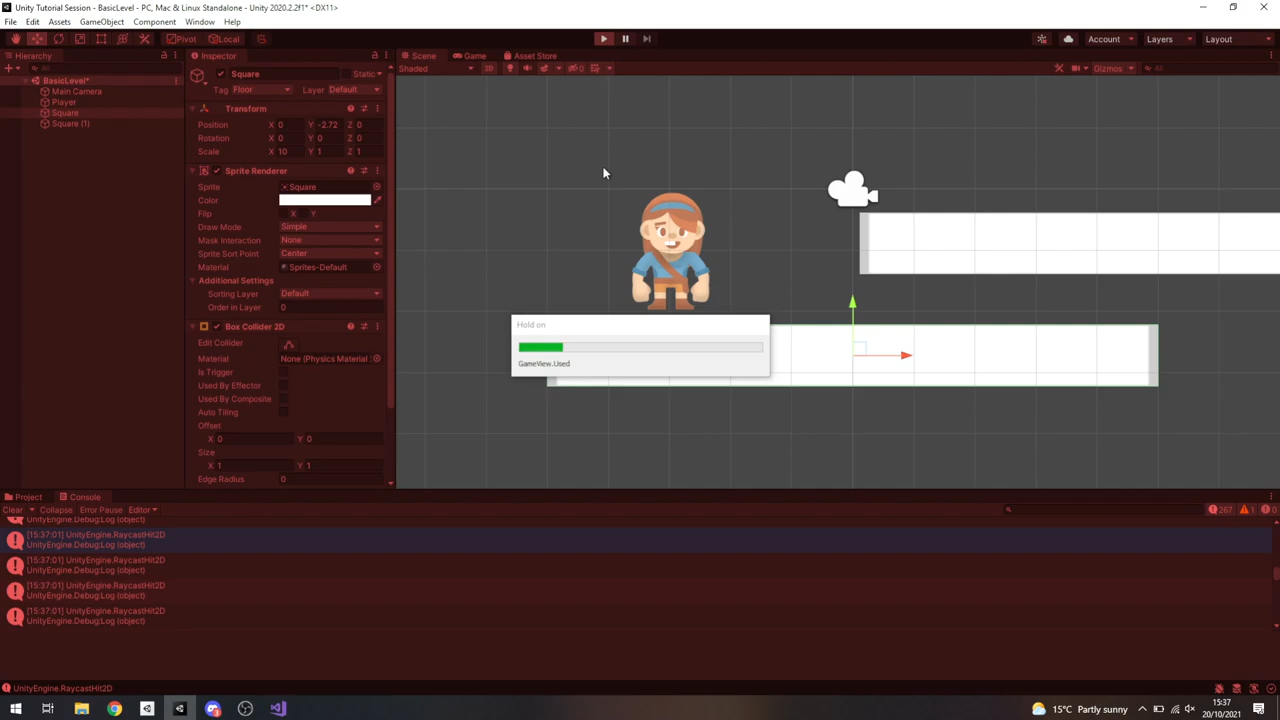 Unity Tutorial Session - BasicLevel - PC, Mac & Linux Standalone - Unity 2020.2.2f1* <DX11>
File Edit Assets GameObject Component Window Help
Pivot Local Account Layers Layout
Hierarchy
All
BasicLevel*
Main Camera
Player
Square
Square (1)
Inspector
Square Static
Tag Floor Layer Default
Transform
Position X 0 Y -2.72 Z 0
Rotation X 0 Y 0 Z 0
Scale X 10 Y 1 Z 1
Sprite Renderer
Sprite Square
Color
Flip X Y
Draw Mode Simple
Mask Interaction None
Sprite Sort Point Center
Material Sprites-Default
Additional Settings
Sorting Layer Default
Order in Layer 0
Box Collider 2D
Edit Collider
Material None (Physics Material
Is Trigger
Used By Effector
Used By Composite
Auto Tiling
Offset
X 0 Y 0
Size
X 1 Y 1
Edge Radius 0
Scene Game Asset Store
Shaded 2D 0 Gizmos All
Hold on
GameView.Used
Project Console
Clear Collapse Error Pause Editor 267 1 0
UnityEngine.Debug:Log (object)
[15:37:01] UnityEngine.RaycastHit2D
UnityEngine.Debug:Log (object)
[15:37:01] UnityEngine.RaycastHit2D
UnityEngine.Debug:Log (object)
[15:37:01] UnityEngine.RaycastHit2D
UnityEngine.Debug:Log (object)
[15:37:01] UnityEngine.RaycastHit2D
UnityEngine.Debug:Log (object)
UnityEngine.RaycastHit2D
15°C Partly sunny
15:37
20/10/2021